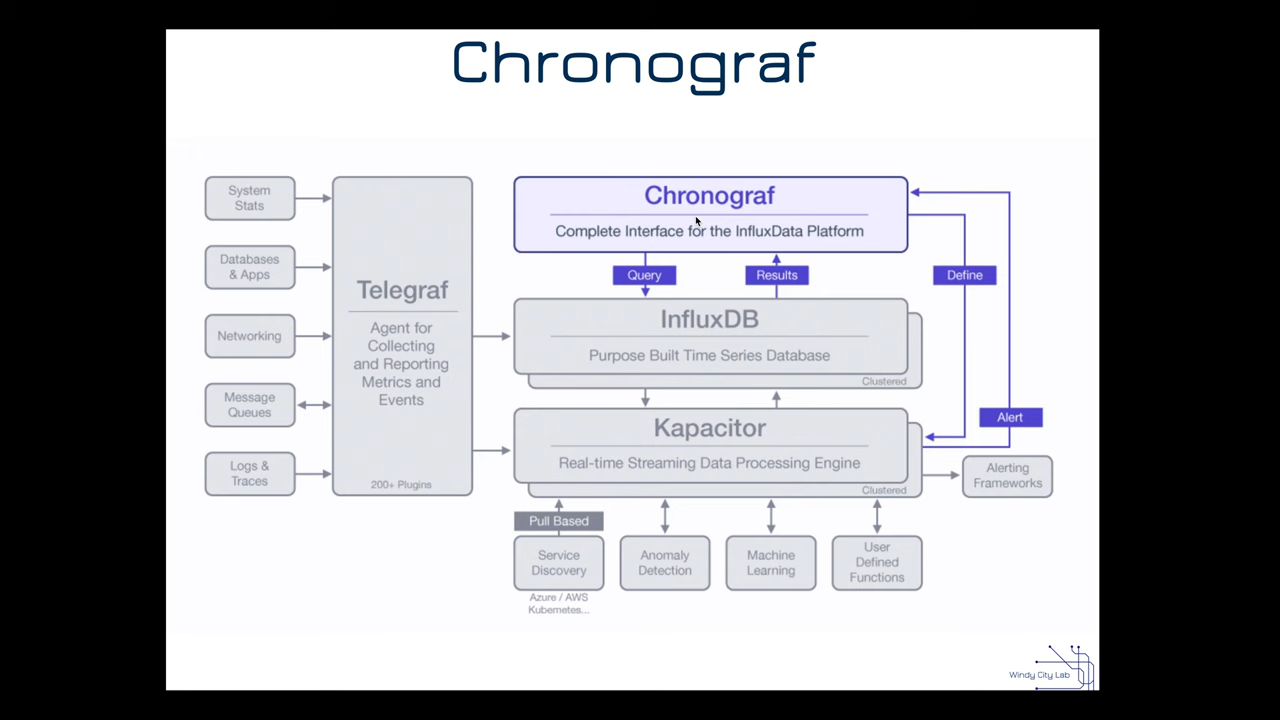 Chronograf
System
Stats
Databases
& Apps
Networking
Message
Queues
Logs &
Traces
Telegraf
Agent for
Collecting
and Reporting
Metrics and
Events
200+ Plugins
Chronograf
Complete Interface for the InfluxData Platform
Query
Results
Define
InfluxDB
Purpose Built Time Series Database
Clustered
Alert
Kapacitor
Real-time Streaming Data Processing Engine
Clustered
Alerting
Frameworks
Pull Based
Service
Discovery
Azure / AWS
Kubernetes...
Anomaly
Detection
Machine
Learning
User
Defined
Functions
Windy City Lab